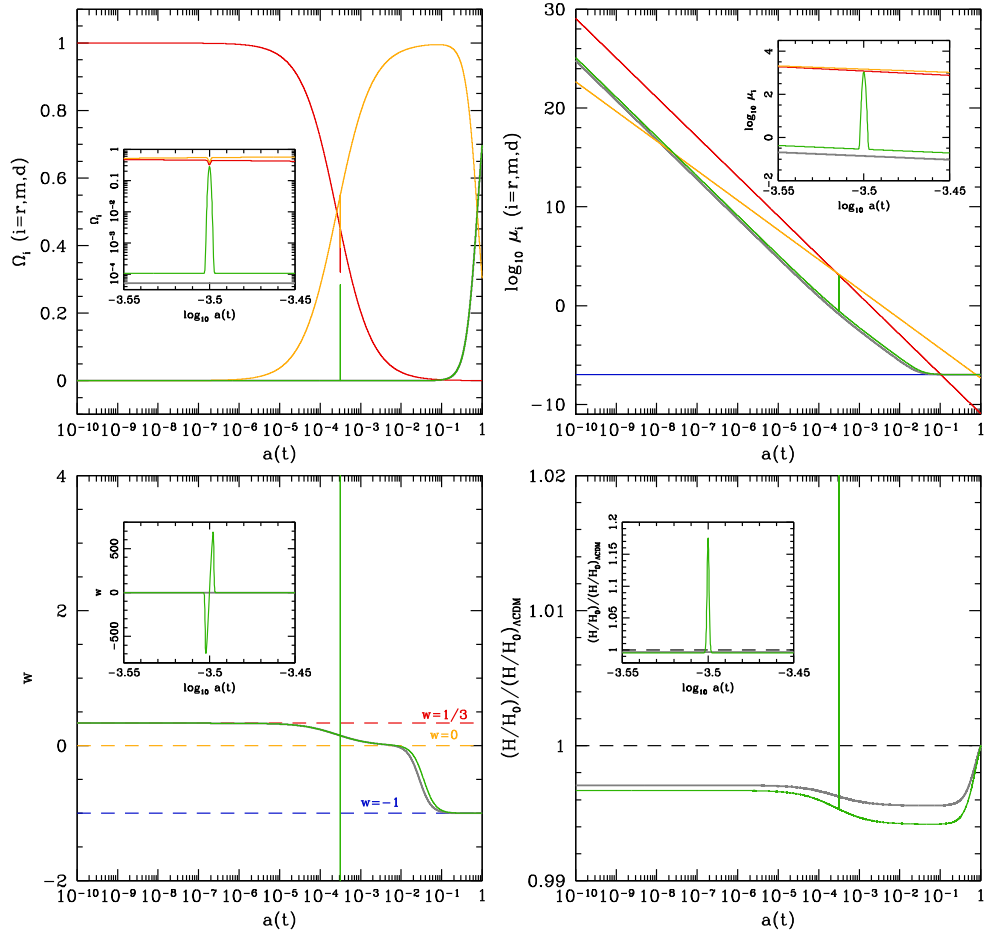 1
0.8
0.6
0.4
0.2
0
Ω_i (i=r,m,d)
10^-10 10^-9 10^-8 10^-7 10^-6 10^-5 10^-4 10^-3 10^-2 10^-1 1
a(t)
1
0.1
10^-2
10^-3
10^-4
Ω_i
−3.55 −3.5 −3.45
log_10 a(t)
30
20
10
0
−10
log_10 μ_i (i=r,m,d)
10^-10 10^-9 10^-8 10^-7 10^-6 10^-5 10^-4 10^-3 10^-2 10^-1 1
a(t)
4
2
0
−2
log_10 μ_i
−3.55 −3.5 −3.45
log_10 a(t)
4
2
0
−2
w
10^-10 10^-9 10^-8 10^-7 10^-6 10^-5 10^-4 10^-3 10^-2 10^-1 1
a(t)
500
0
−500
w
−3.55 −3.5 −3.45
log_10 a(t)
w=1/3
w=0
w=−1
1.02
1.01
1
0.99
(H/H_0)/(H/H_0)_ΛCDM
10^-10 10^-9 10^-8 10^-7 10^-6 10^-5 10^-4 10^-3 10^-2 10^-1 1
a(t)
1.2
1.15
1.1
1.05
1
(H/H_0)/(H/H_0)_ΛCDM
−3.55 −3.5 −3.45
log_10 a(t)